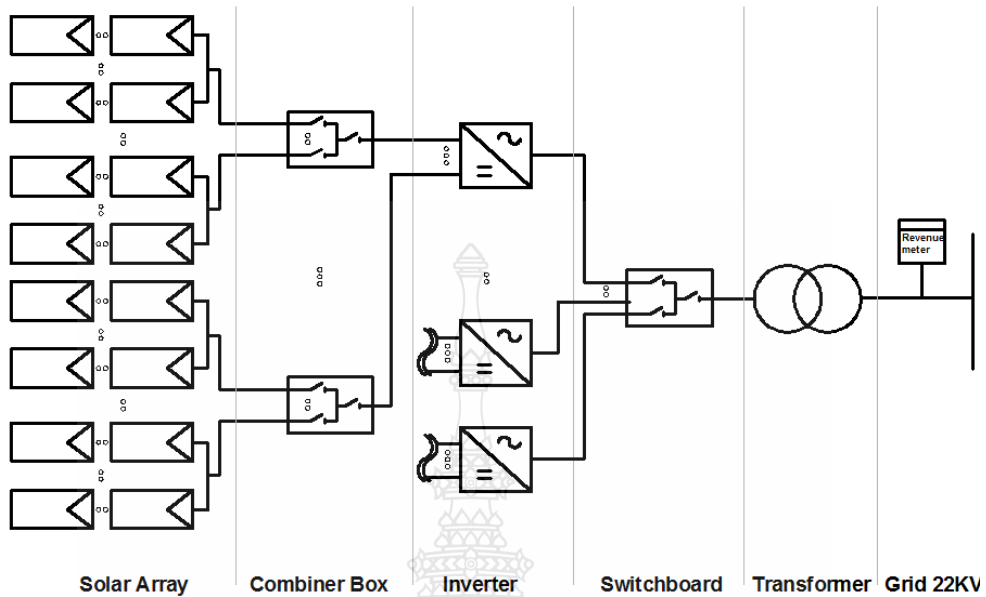 Revenue
meter
Solar Array
Combiner Box
Inverter
Switchboard
Transformer
Grid 22KV